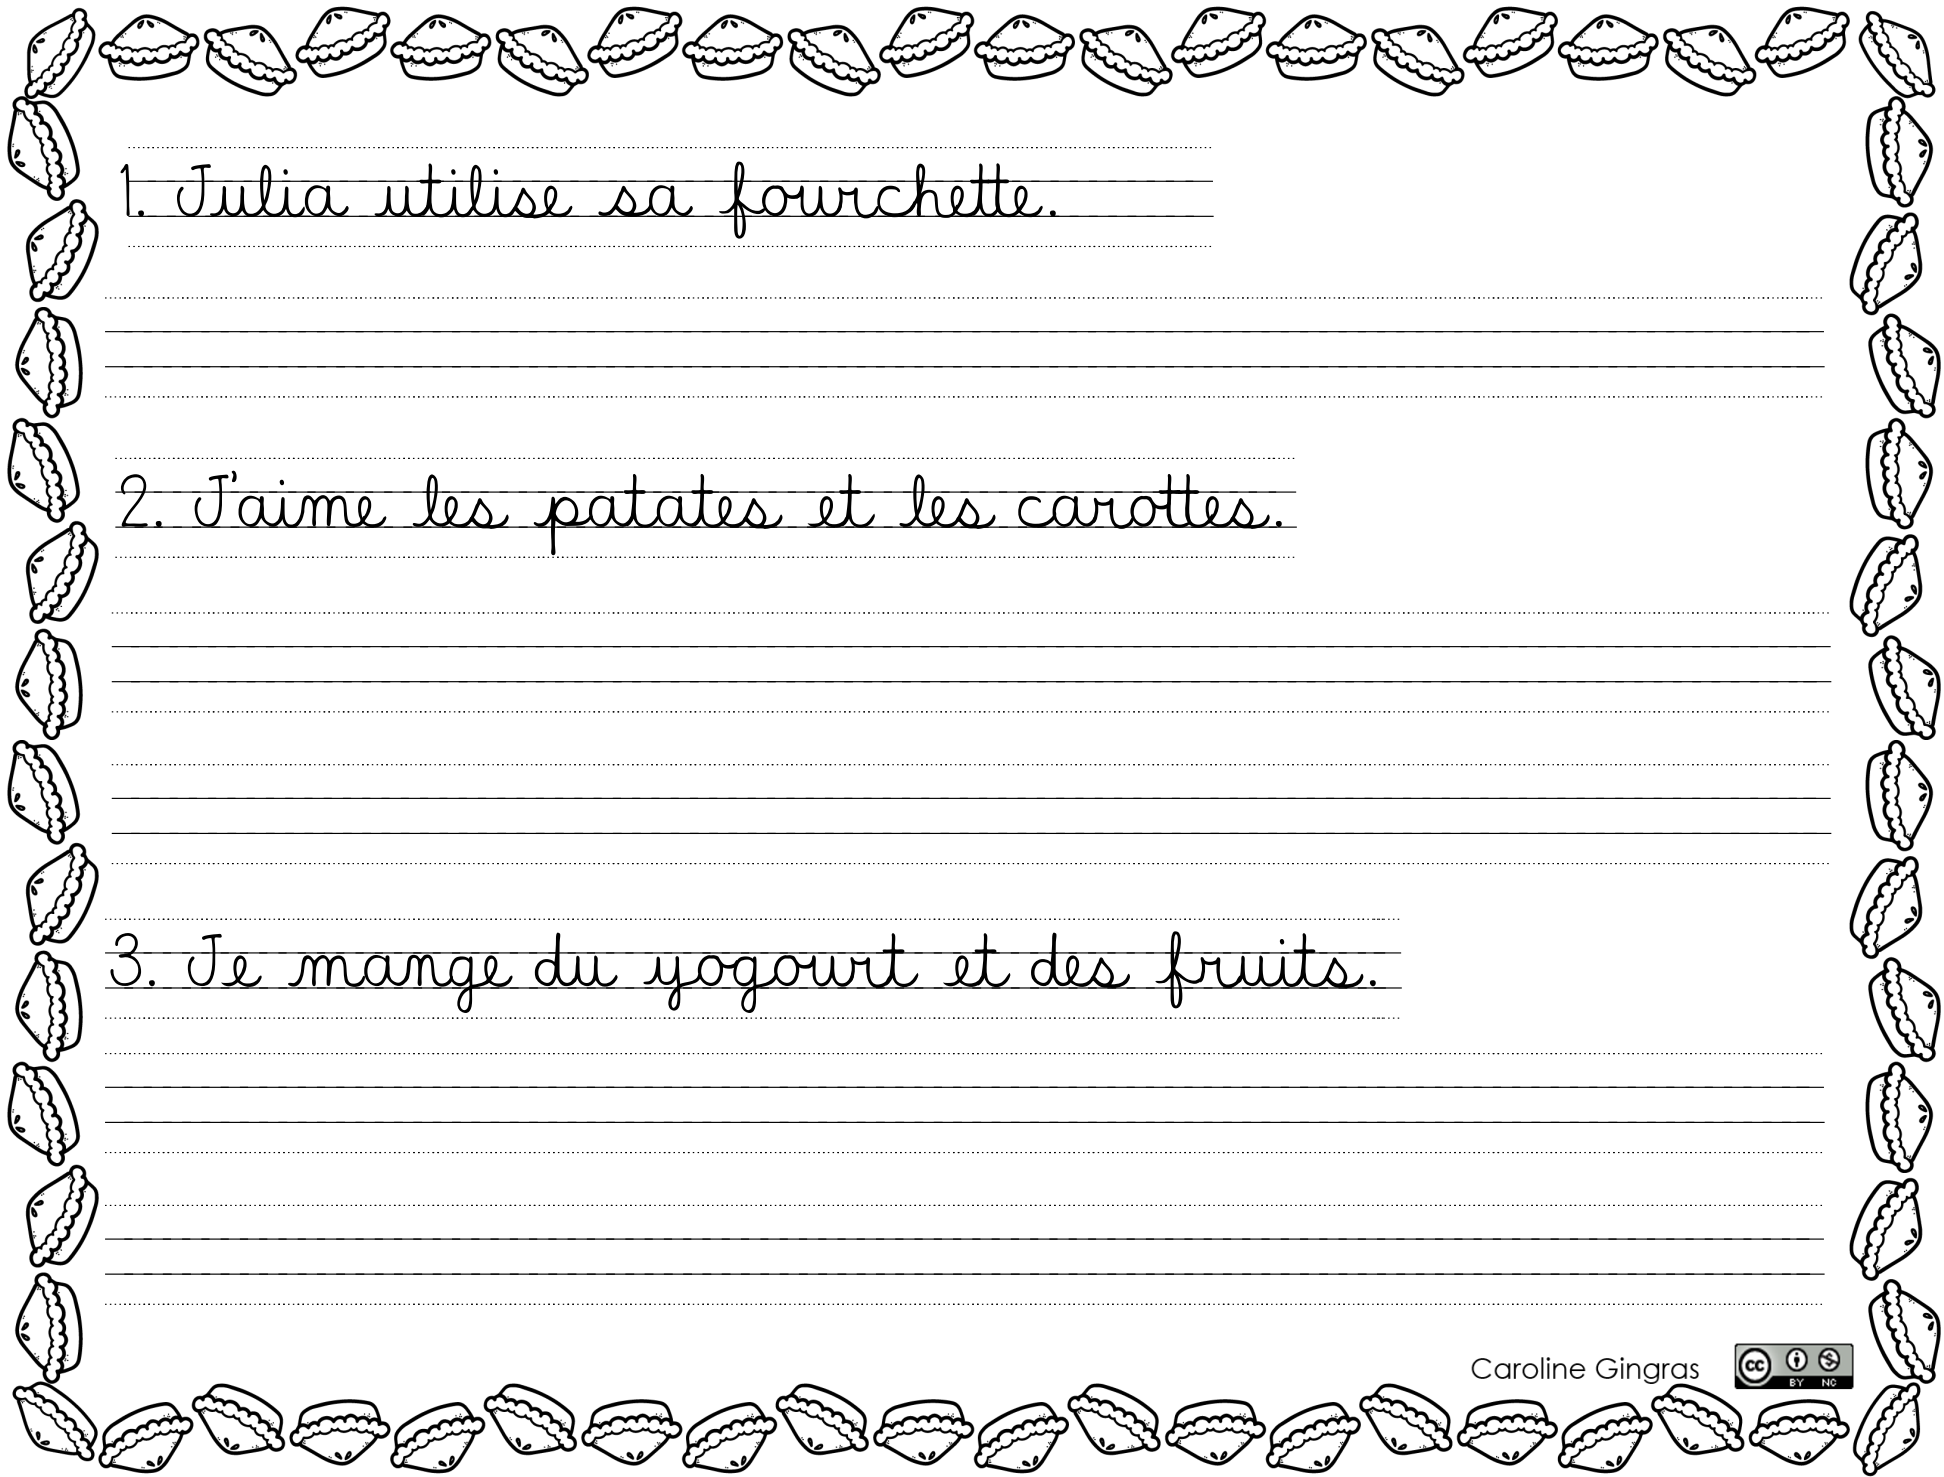 1. Julia utilise sa fourchette.
2. J'aime les patates et les carottes.
3. Je mange du yogourt et des fruits.
Caroline Gingras
cc BY NC